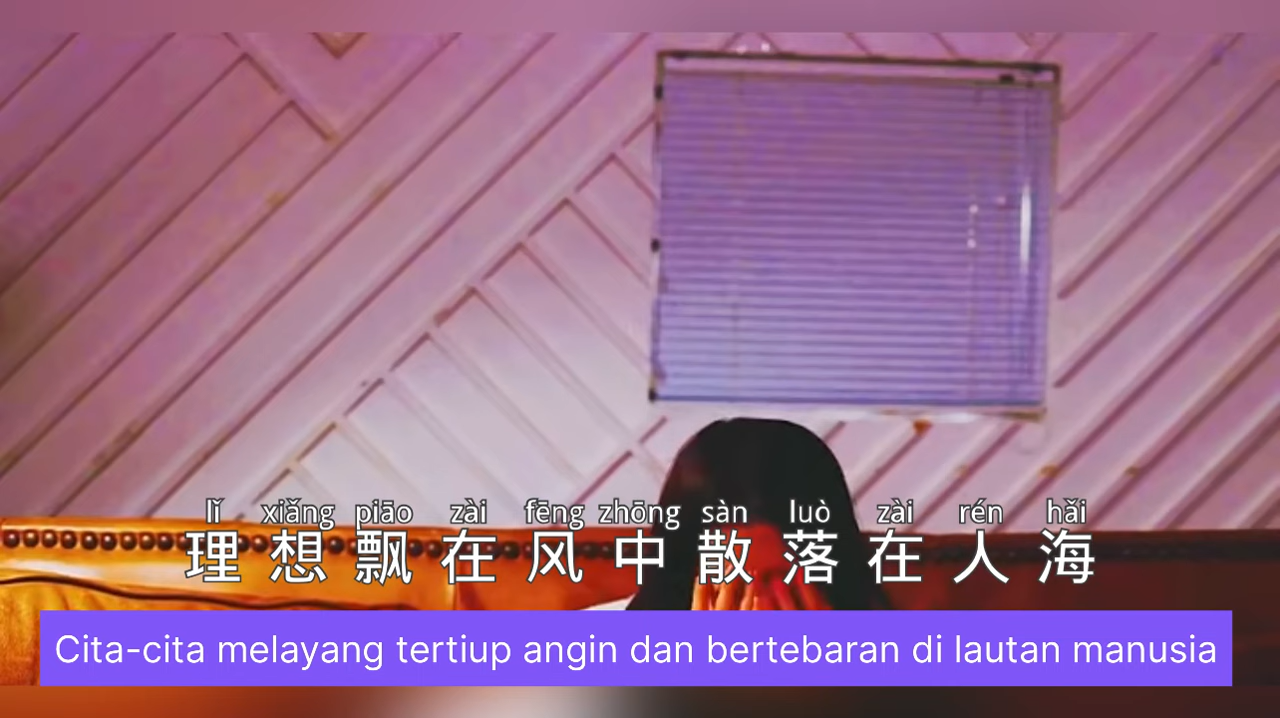 lǐ xiǎng piāo zài fēng zhōng sàn luò zài rén hǎi
理想飘在风中散落在人海
Cita-cita melayang tertiup angin dan bertebaran di lautan manusia